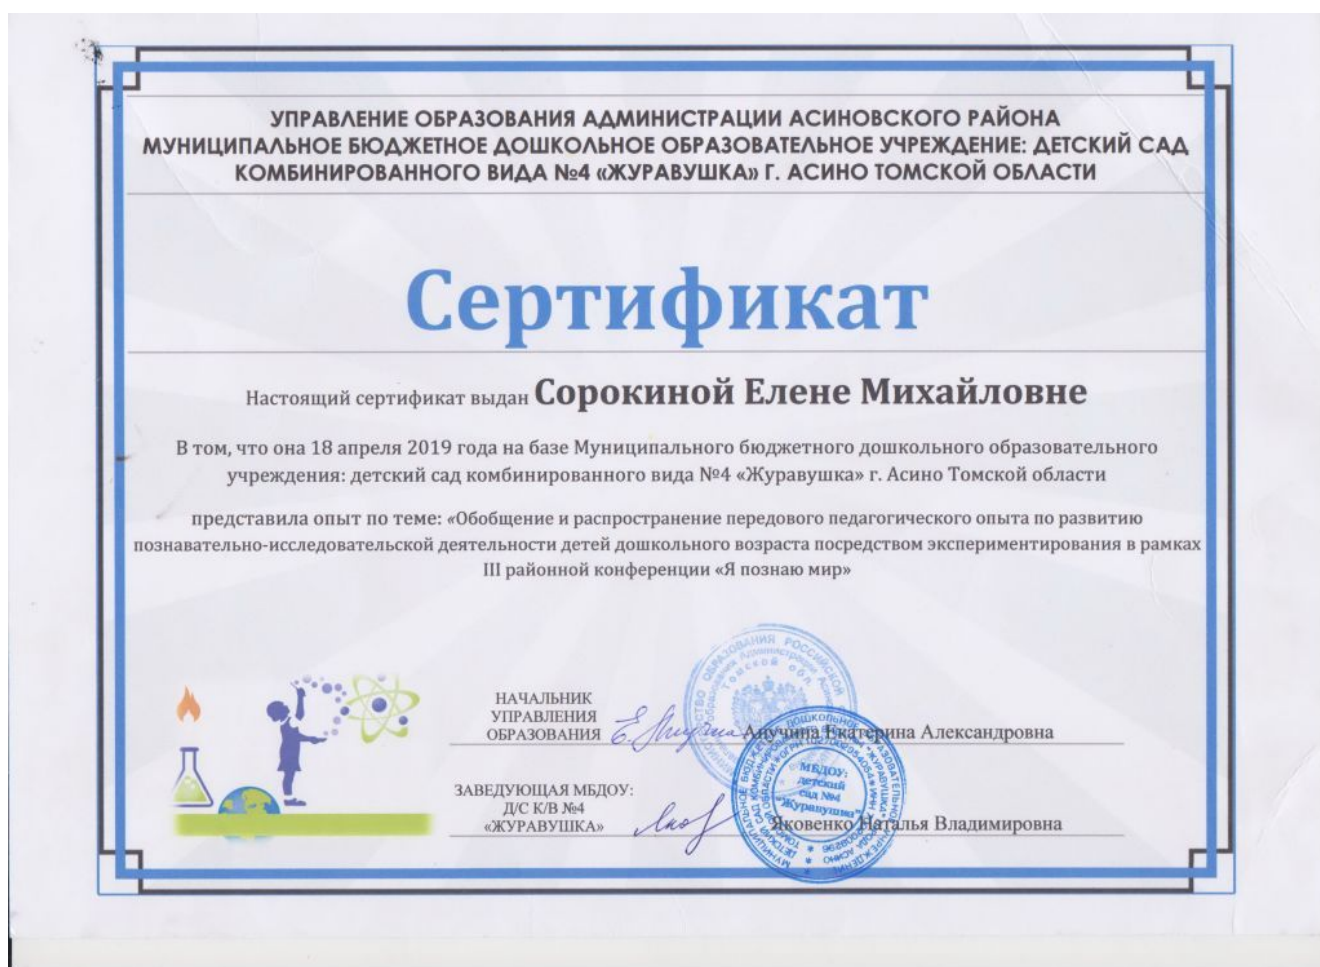 УПРАВЛЕНИЕ ОБРАЗОВАНИЯ АДМИНИСТРАЦИИ АСИНОВСКОГО РАЙОНА
МУНИЦИПАЛЬНОЕ БЮДЖЕТНОЕ ДОШКОЛЬНОЕ ОБРАЗОВАТЕЛЬНОЕ УЧРЕЖДЕНИЕ: ДЕТСКИЙ САД
КОМБИНИРОВАННОГО ВИДА №4 «ЖУРАВУШКА» Г. АСИНО ТОМСКОЙ ОБЛАСТИ
Сертификат
Настоящий сертификат выдан Сорокиной Елене Михайловне
В том, что она 18 апреля 2019 года на базе Муниципального бюджетного дошкольного образовательного
учреждения: детский сад комбинированного вида №4 «Журавушка» г. Асино Томской области
представила опыт по теме: «Обобщение и распространение передового педагогического опыта по развитию
познавательно-исследовательской деятельности детей дошкольного возраста посредством экспериментирования в рамках
III районной конференции «Я познаю мир»
НАЧАЛЬНИК
УПРАВЛЕНИЯ
ОБРАЗОВАНИЯ
Анучина Екатерина Александровна
ЗАВЕДУЮЩАЯ МБДОУ:
Д/С К/В №4
«ЖУРАВУШКА»
Яковенко Наталья Владимировна
МБДОУ:
детский
сад №4
"Журавушка"